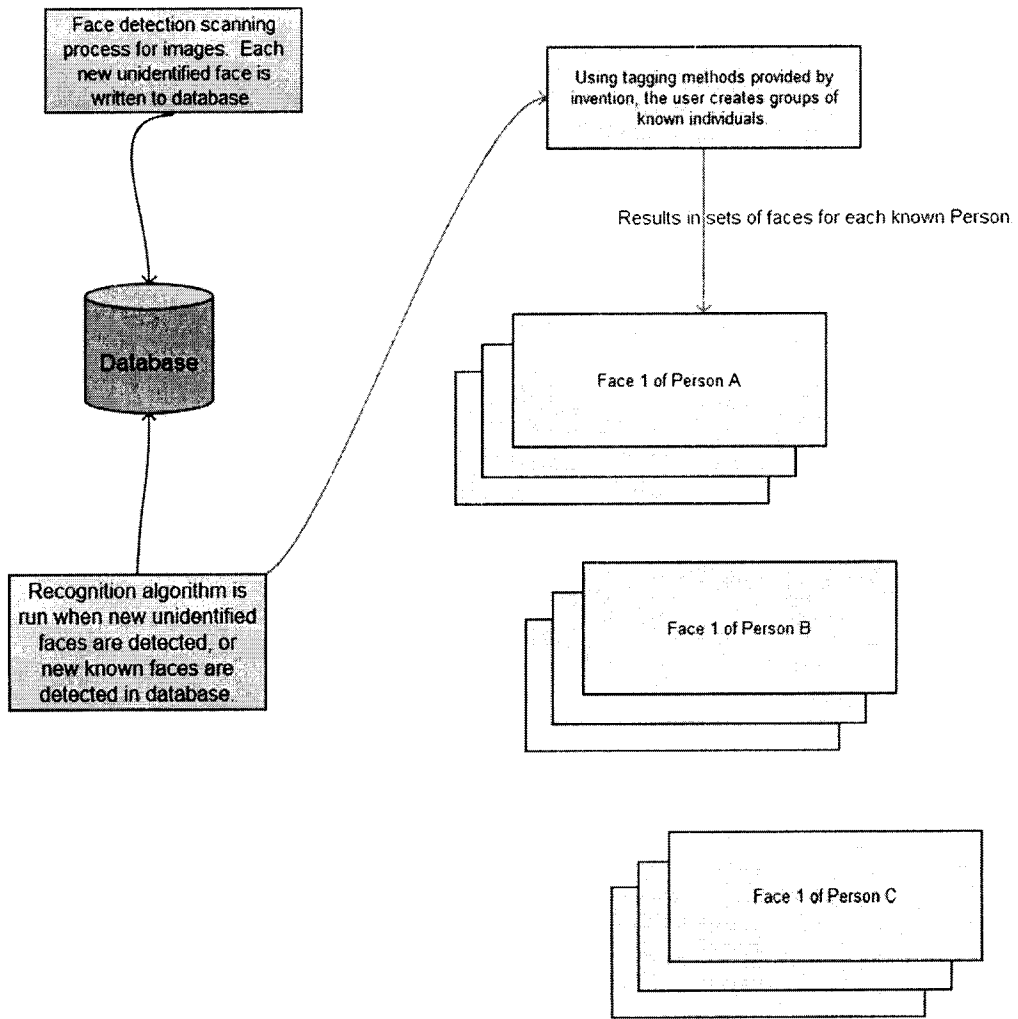 Face detection scanning
process for images. Each
new unidentified face is
written to database
Using tagging methods provided by
invention, the user creates groups of
known individuals.
Results in sets of faces for each known Person
Database
Face 1 of Person A
Recognition algorithm is
run when new unidentified
faces are detected, or
new known faces are
detected in database.
Face 1 of Person B
Face 1 of Person C